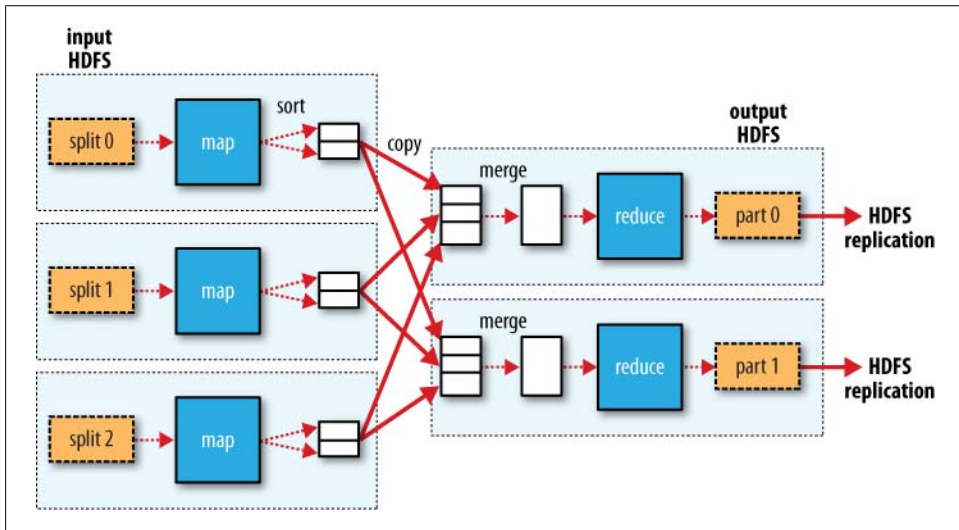 input
HDFS
split 0
map
sort
copy
split 1
map
split 2
map
output
HDFS
merge
reduce
part 0
HDFS
replication
merge
reduce
part 1
HDFS
replication